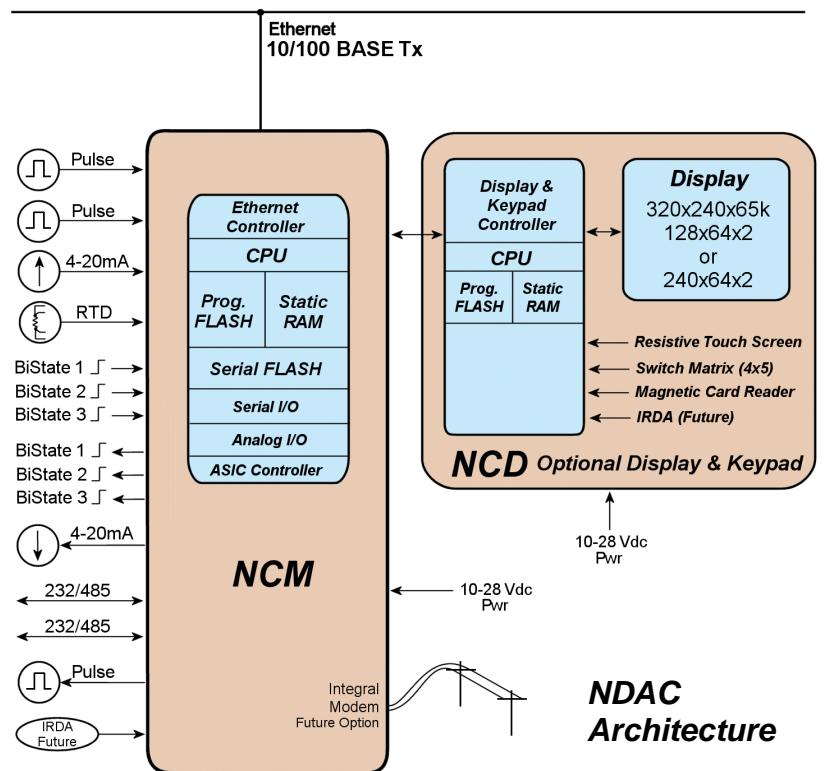 Ethernet
10/100 BASE Tx
Pulse
Pulse
4-20mA
RTD
BiState 1
BiState 2
BiState 3
BiState 1
BiState 2
BiState 3
4-20mA
232/485
232/485
Pulse
IRDA
Future
Ethernet
Controller
CPU
Prog.
FLASH
Static
RAM
Serial FLASH
Serial I/O
Analog I/O
ASIC Controller
NCM
Integral
Modem
Future Option
10-28 Vdc
Pwr
Display &
Keypad
Controller
CPU
Prog.
FLASH
Static
RAM
Display
320x240x65k
128x64x2
or
240x64x2
Resistive Touch Screen
Switch Matrix (4x5)
Magnetic Card Reader
IRDA (Future)
NCD Optional Display & Keypad
10-28 Vdc
Pwr
NDAC
Architecture